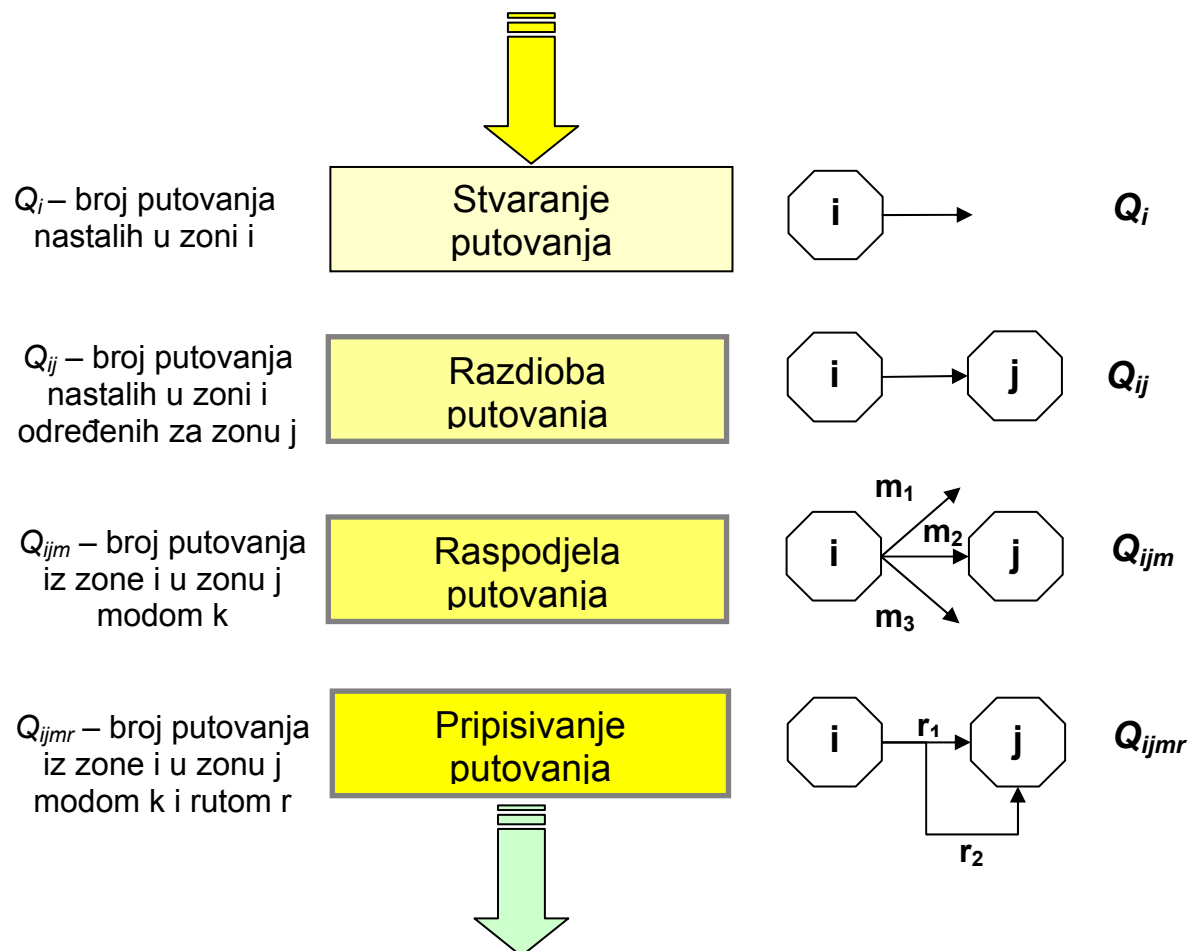 Qi – broj putovanja
nastalih u zoni i
Stvaranje
putovanja
i
Qi
Qij – broj putovanja
nastalih u zoni i
određenih za zonu j
Razdioba
putovanja
i
j
Qij
Qijm – broj putovanja
iz zone i u zonu j
modom k
Raspodjela
putovanja
m1
m2
m3
i
j
Qijm
Qijmr – broj putovanja
iz zone i u zonu j
modom k i rutom r
Pripisivanje
putovanja
i
r1
j
r2
Qijmr